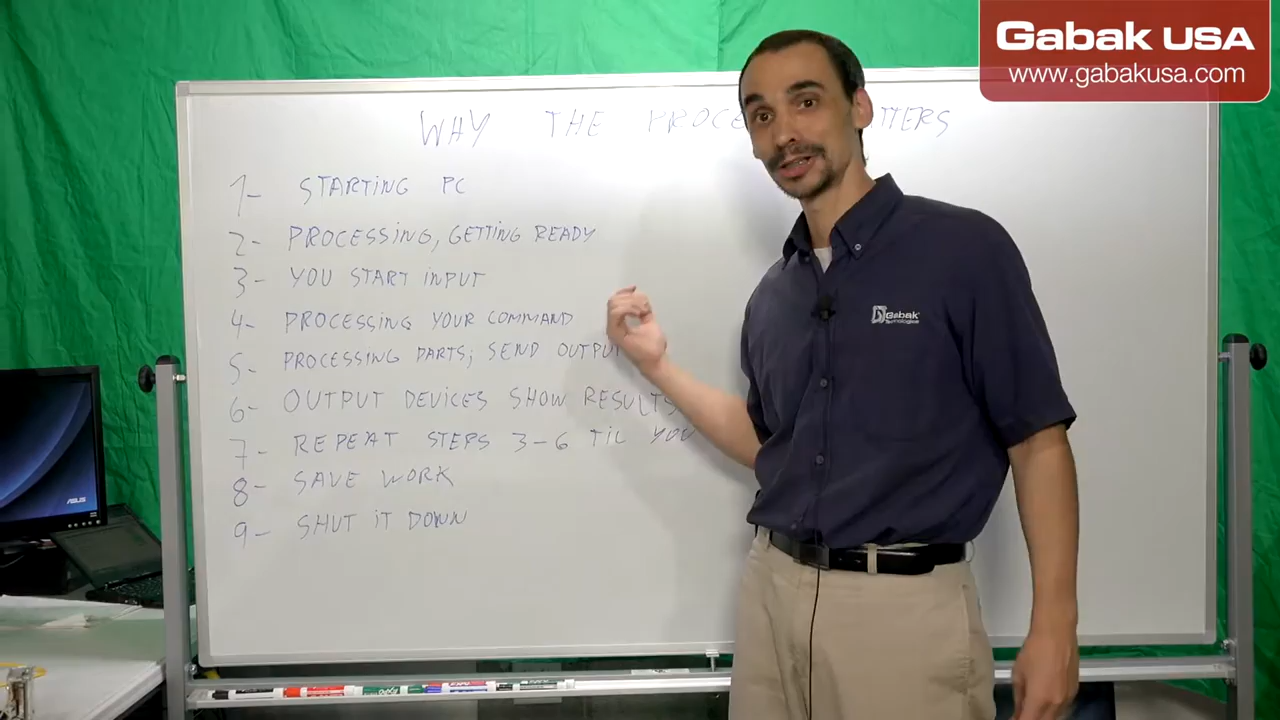 Gabak USA
www.gabakusa.com
WHY THE PROCE TTERS
1- STARTING PC
2- PROCESSING, GETTING READY
3- YOU START INPUT
4- PROCESSING YOUR COMMAND
5- PROCESSING PARTS; SEND OUTPUT
6- OUTPUT DEVICES SHOW RESULTS
7- REPEAT STEPS 3-6 TIL YOU
8- SAVE WORK
9- SHUT IT DOWN
Gabak
Technologies
ASUS